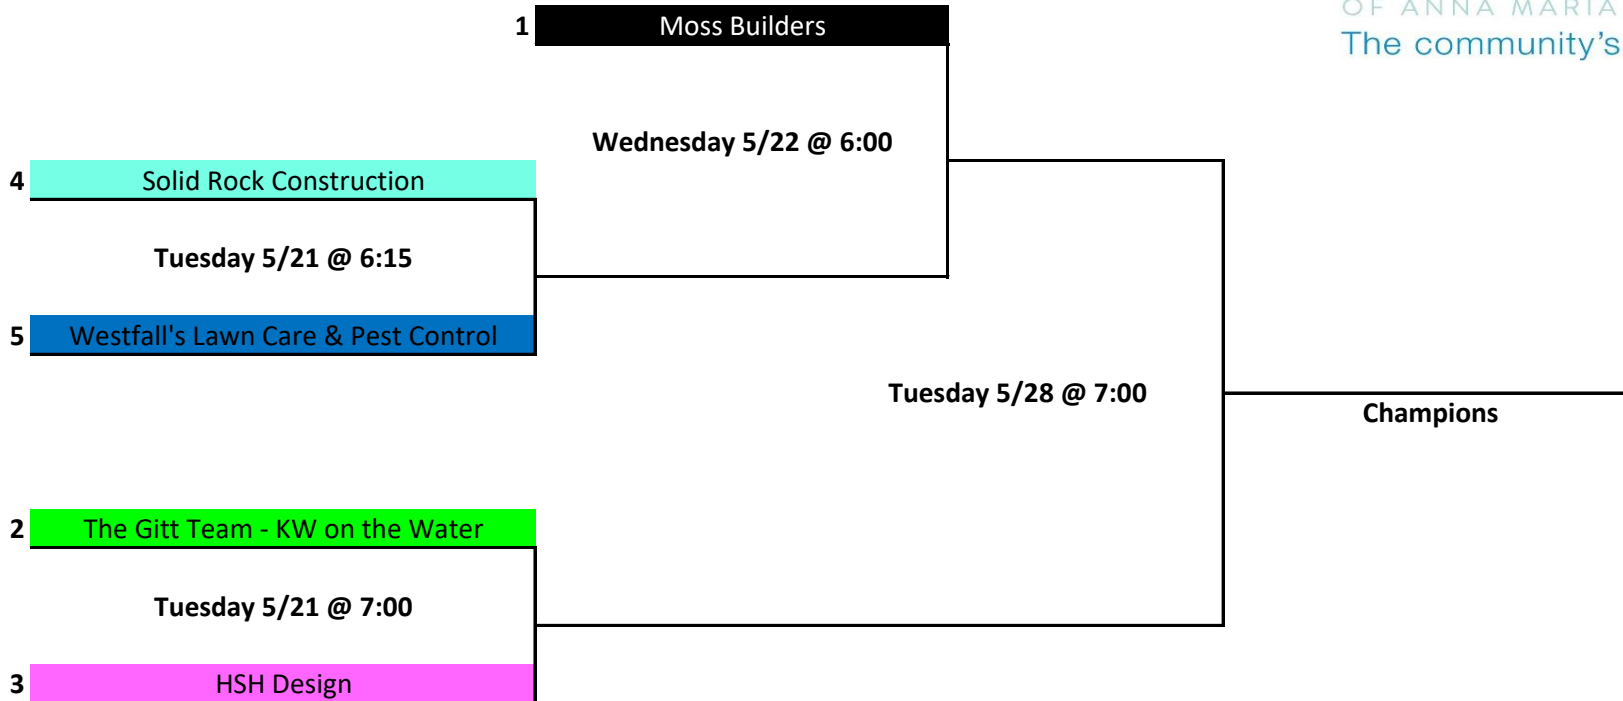 OF ANNA MARIA
The community's
1 Moss Builders
Wednesday 5/22 @ 6:00
4 Solid Rock Construction
Tuesday 5/21 @ 6:15
5 Westfall's Lawn Care & Pest Control
Tuesday 5/28 @ 7:00
Champions
2 The Gitt Team - KW on the Water
Tuesday 5/21 @ 7:00
3 HSH Design